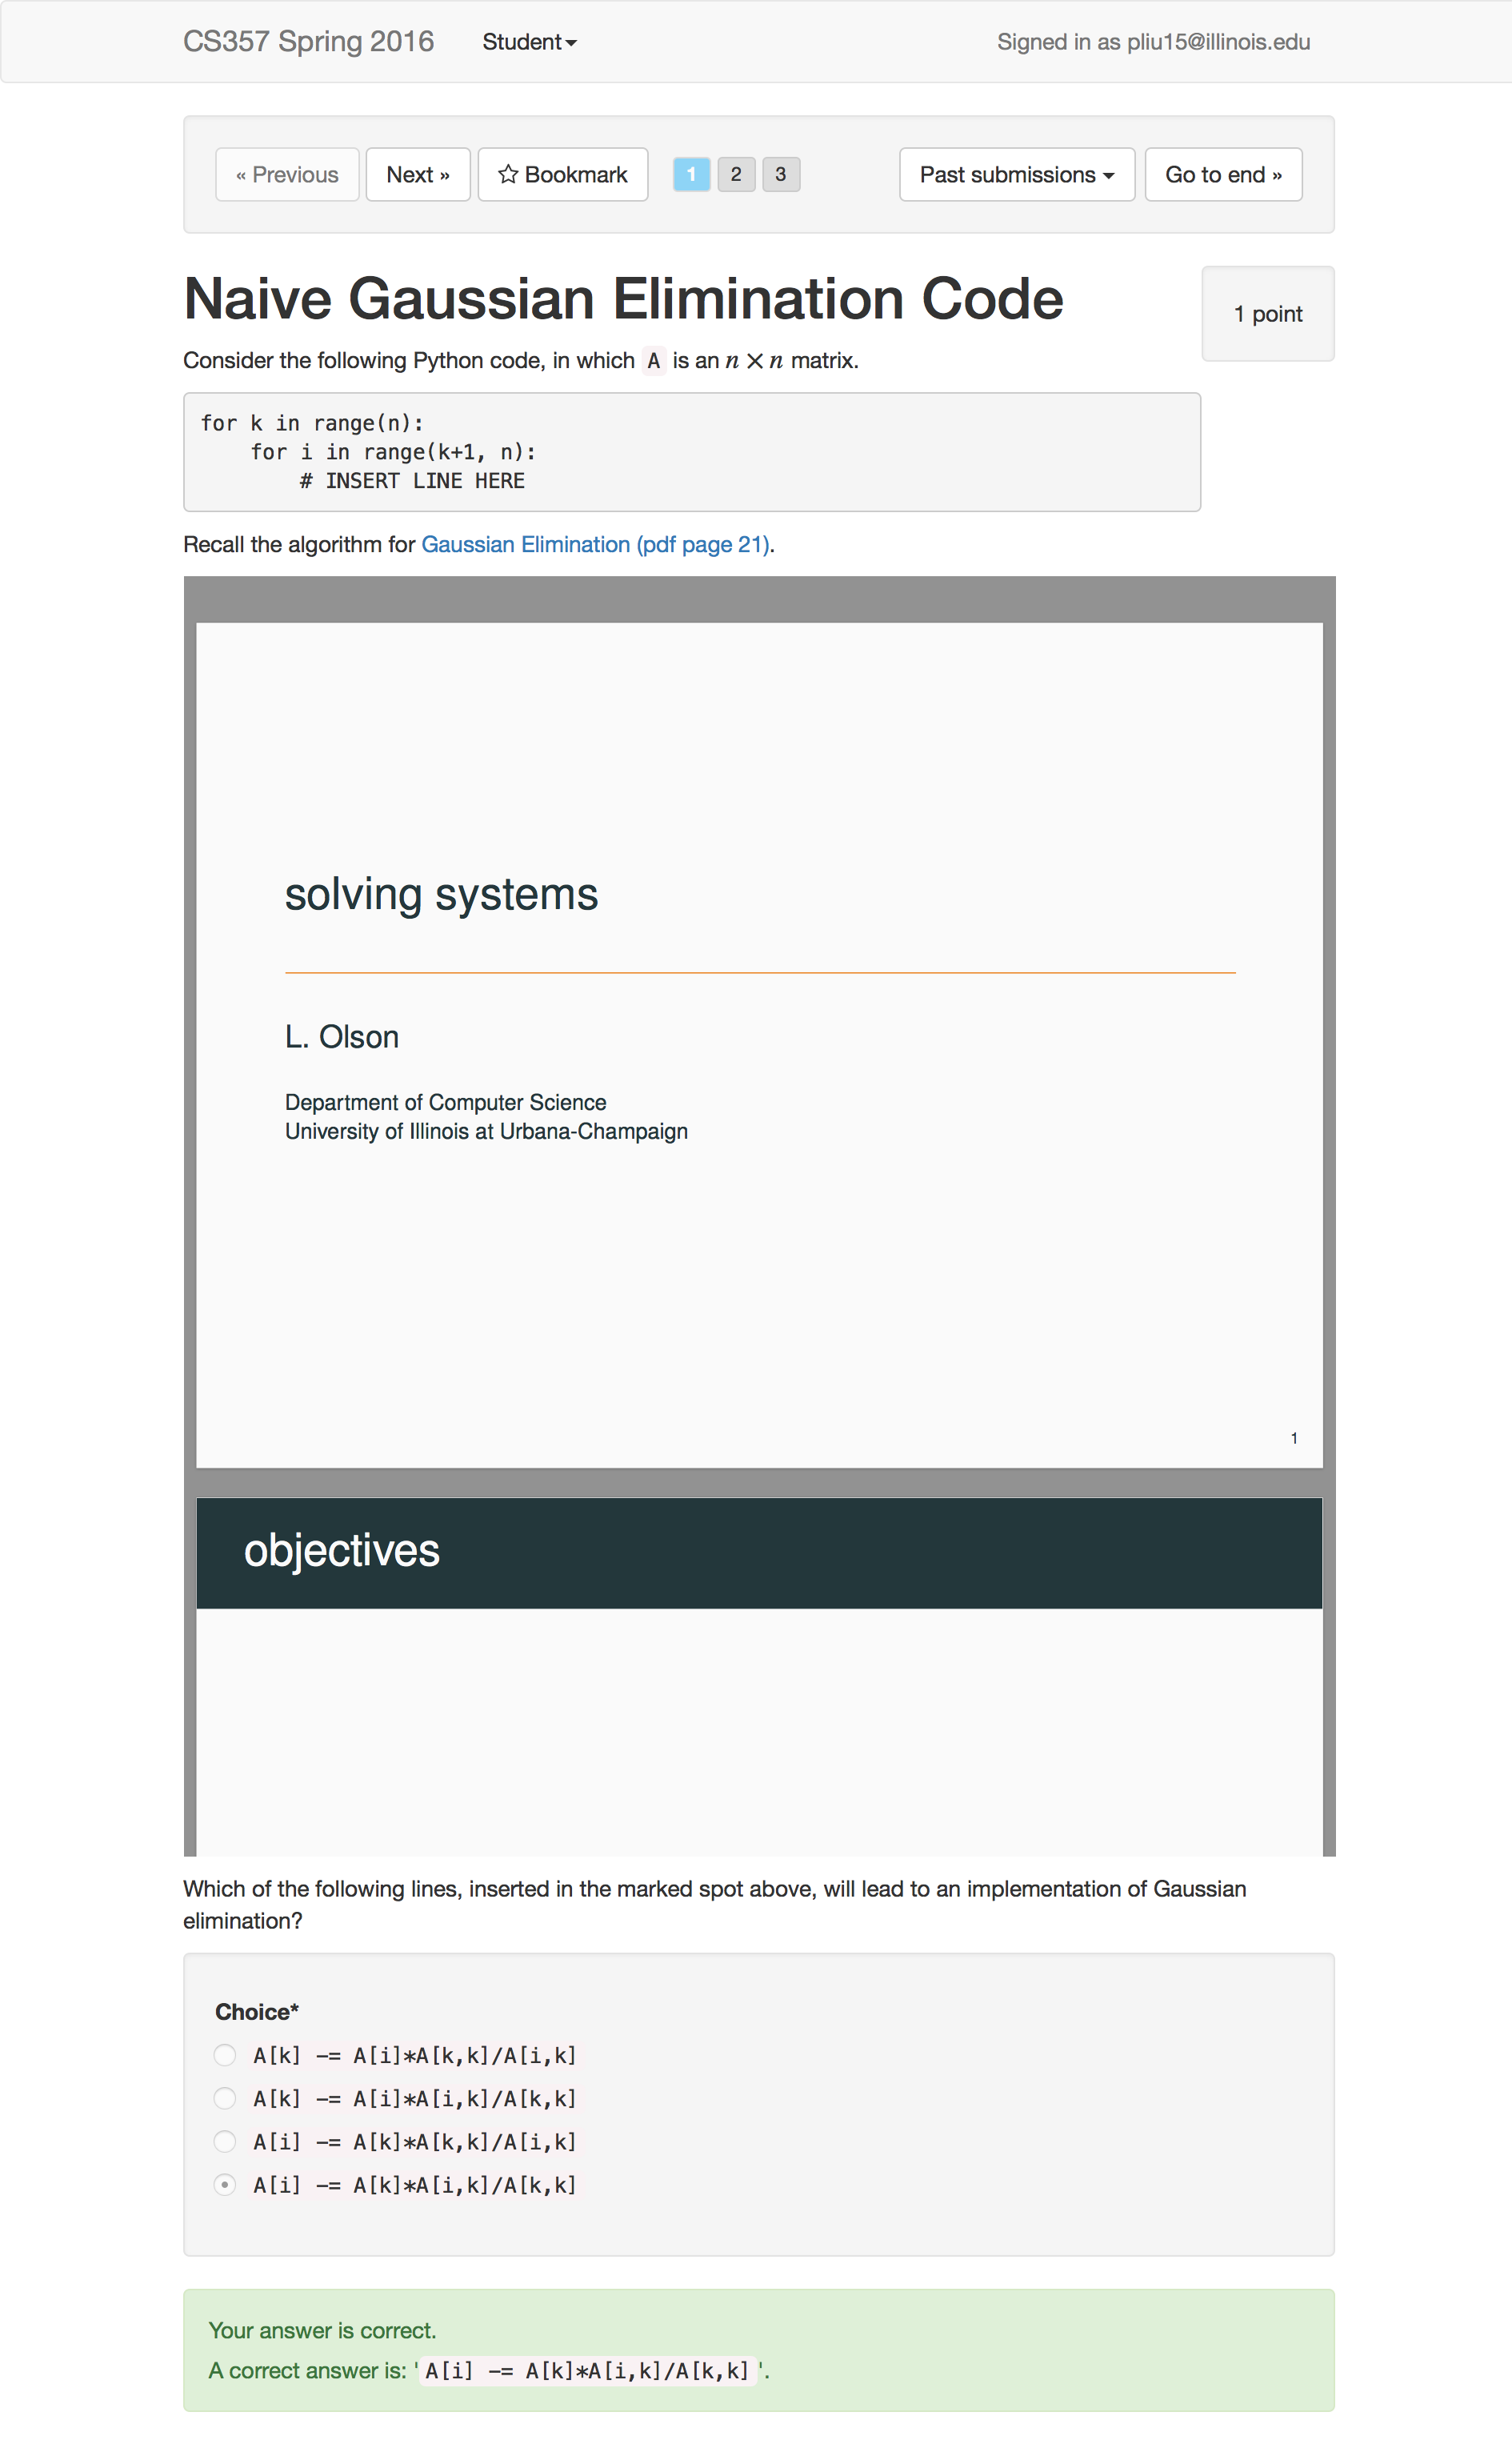 CS357 Spring 2016 Student Signed in as pliu15@illinois.edu
« Previous Next » Bookmark 1 2 3 Past submissions Go to end »
Naive Gaussian Elimination Code
1 point
Consider the following Python code, in which A is an n × n matrix.
for k in range(n):
    for i in range(k+1, n):
        # INSERT LINE HERE
Recall the algorithm for Gaussian Elimination (pdf page 21).
solving systems
L. Olson
Department of Computer Science
University of Illinois at Urbana-Champaign
1
objectives
Which of the following lines, inserted in the marked spot above, will lead to an implementation of Gaussian
elimination?
Choice*
A[k] -= A[i]*A[k,k]/A[i,k]
A[k] -= A[i]*A[i,k]/A[k,k]
A[i] -= A[k]*A[k,k]/A[i,k]
A[i] -= A[k]*A[i,k]/A[k,k]
Your answer is correct.
A correct answer is: 'A[i] -= A[k]*A[i,k]/A[k,k]'.